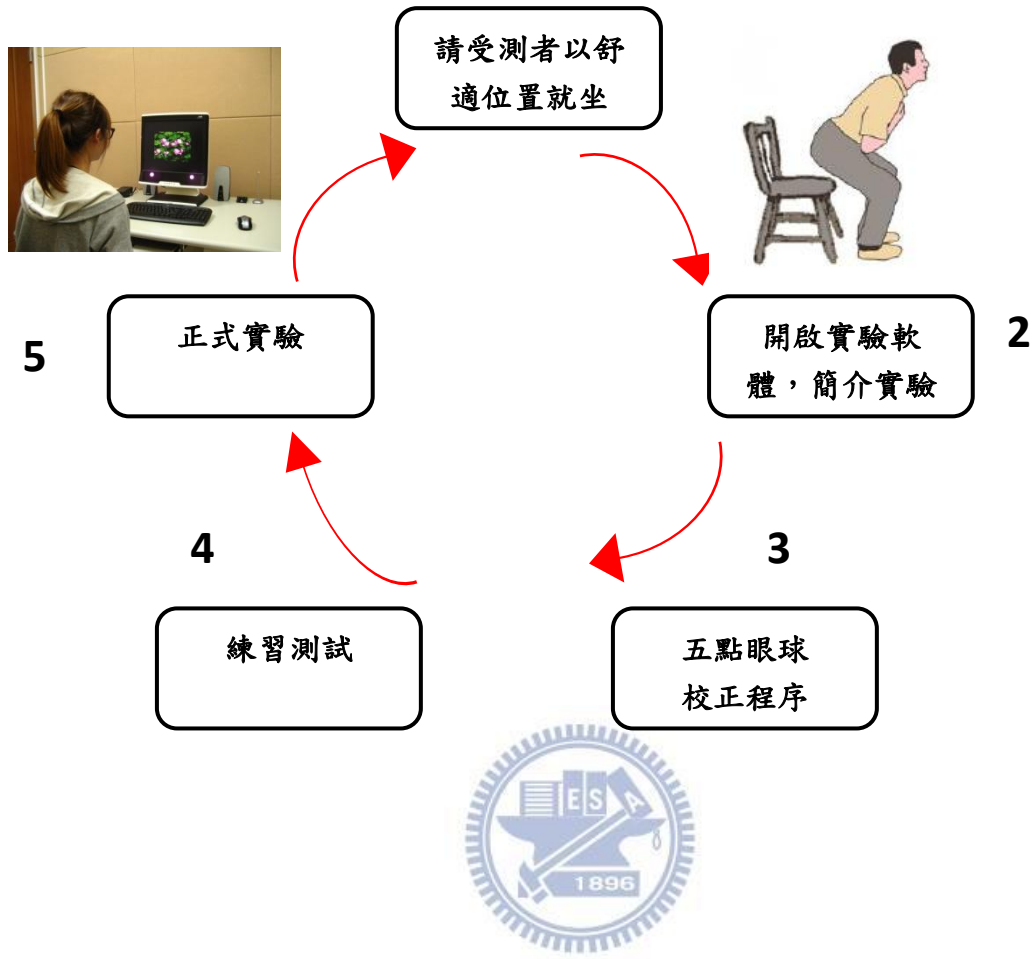 請受測者以舒
適位置就坐
2
開啟實驗軟
體，簡介實驗
3
五點眼球
校正程序
4
練習測試
5
正式實驗
E S A
1896